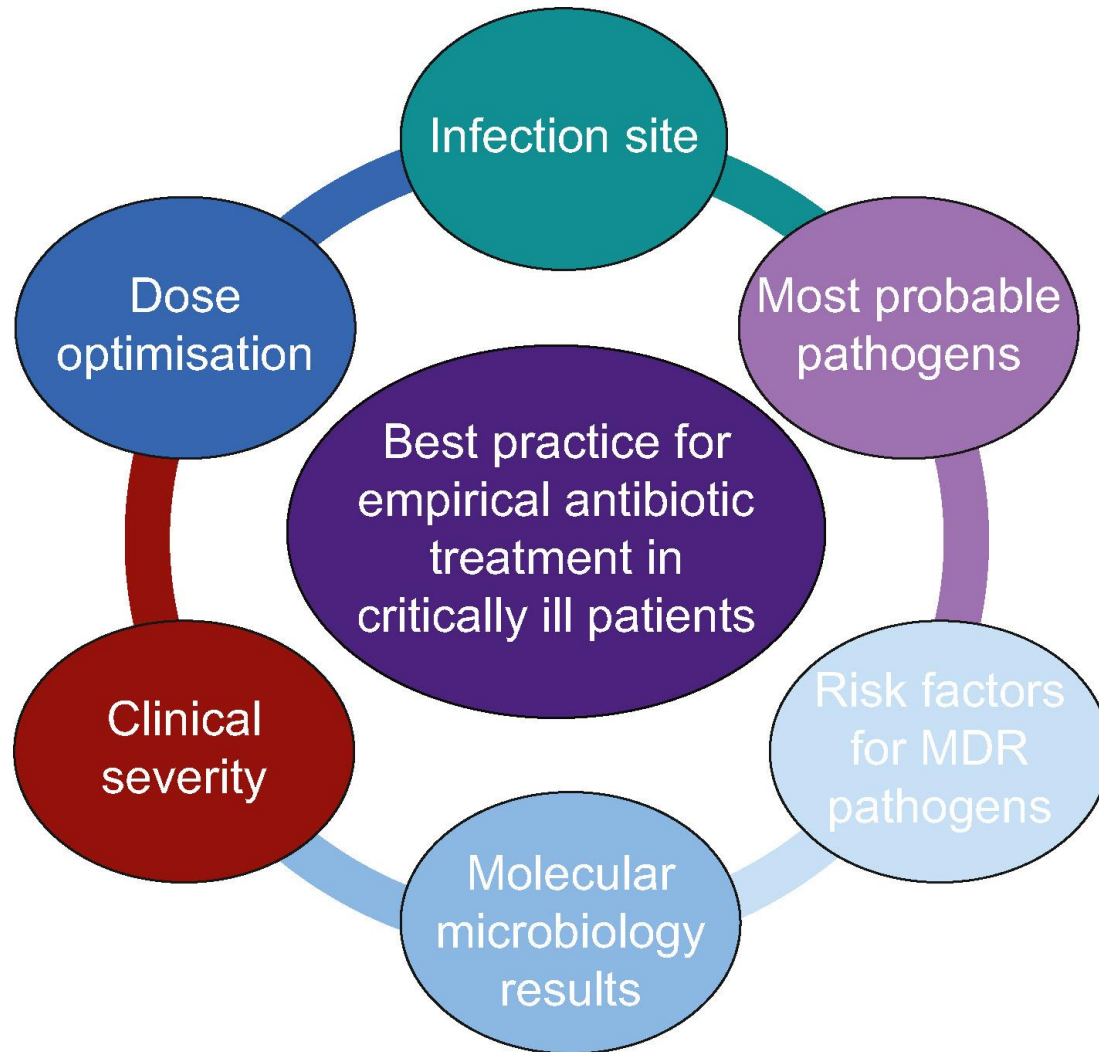 Infection site
Most probable
pathogens
Risk factors
for MDR
pathogens
Molecular
microbiology
results
Clinical
severity
Dose
optimisation
Best practice for
empirical antibiotic
treatment in
critically ill patients